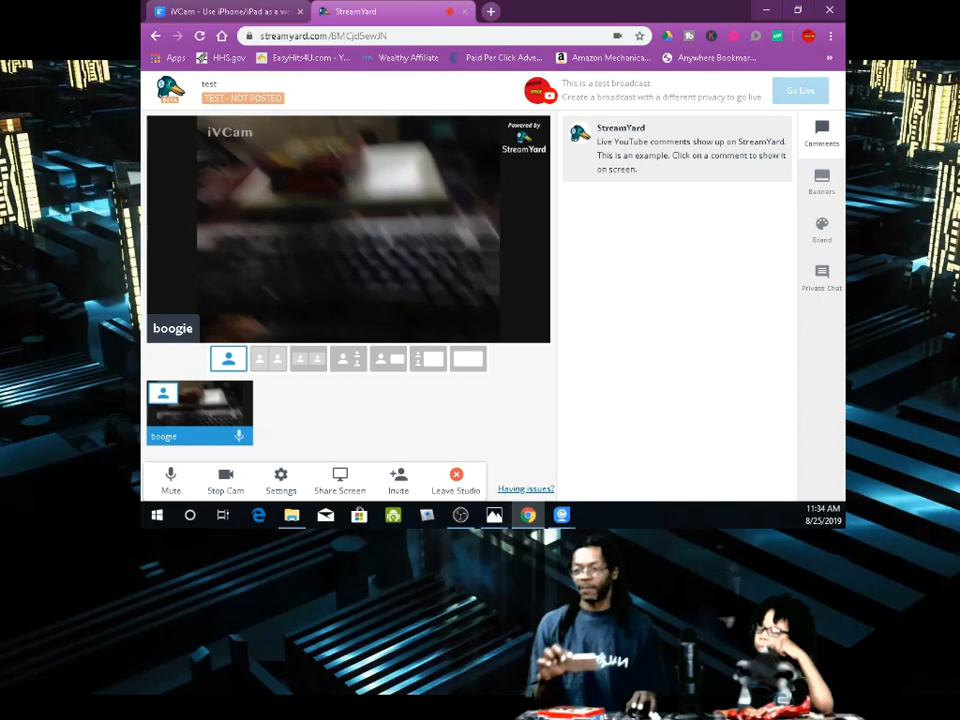 iVCam - Use iPhone/iPad as a we
StreamYard
streamyard.com/BMCjd5ewJN
Apps
HHS.gov
EasyHits4U.com - Y...
Wealthy Affiliate
Paid Per Click Adve...
Amazon Mechanica...
Anywhere Bookmar...
BETA
test
TEST - NOT POSTED
This is a test broadcast
Create a broadcast with a different privacy to go live
Go Live
iVCam
Powered by
StreamYard
boogie
StreamYard
Live YouTube comments show up on StreamYard.
This is an example. Click on a comment to show it
on screen.
Comments
Banners
Brand
Private Chat
boogie
Mute
Stop Cam
Settings
Share Screen
Invite
Leave Studio
Having issues?
11:34 AM
8/25/2019